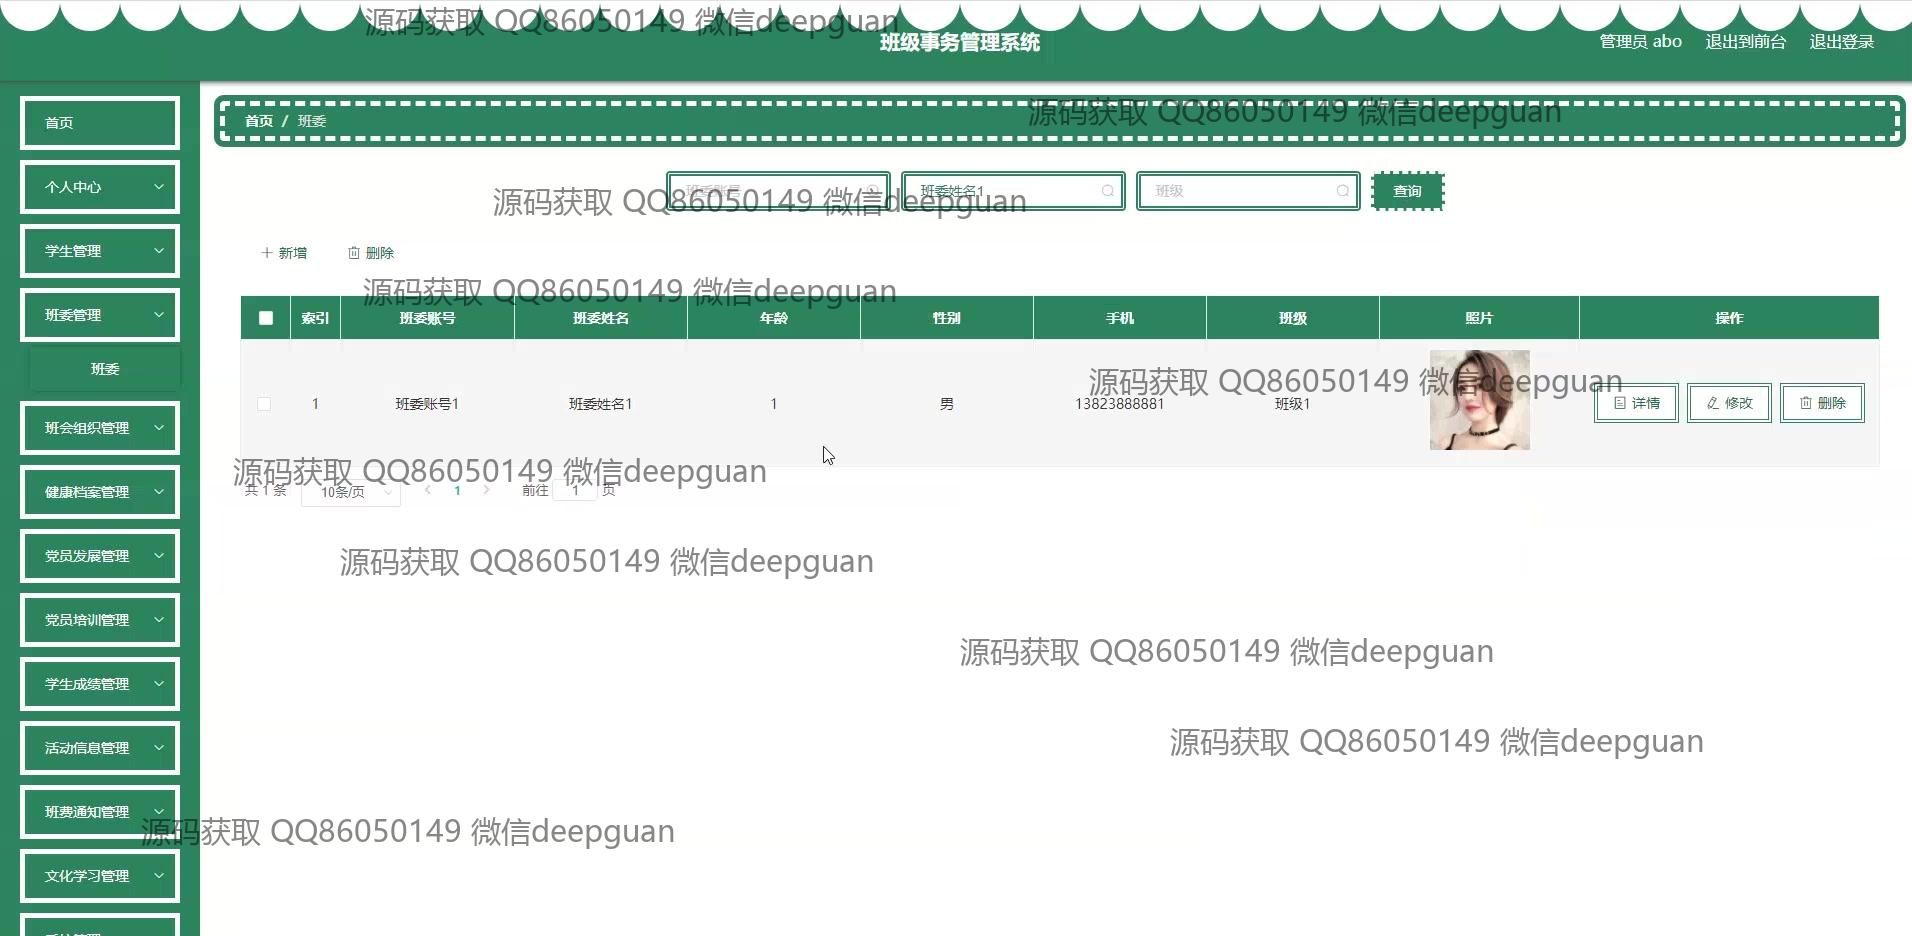 源码获取 QQ86050149 微信deepguan
班级事务管理系统
管理员 abo 退出到前台 退出登录
首页
个人中心
学生管理
班委管理
班委
班会组织管理
健康档案管理
党员发展管理
党员培训管理
学生成绩管理
活动信息管理
班费通知管理
文化学习管理
首页 / 班委
源码获取 QQ86050149 微信deepguan
班委账号 班委姓名1 班级 查询
源码获取 QQ86050149 微信deepguan
新增 删除
源码获取 QQ86050149 微信deepguan
索引 班委账号 班委姓名 年龄 性别 手机 班级 照片 操作
源码获取 QQ86050149 微信deepguan
1 班委账号1 班委姓名1 1 男 13823888881 班级1 详情 修改 删除
源码获取 QQ86050149 微信deepguan
共 1 条 10条/页 1 前往 1 页
源码获取 QQ86050149 微信deepguan
源码获取 QQ86050149 微信deepguan
源码获取 QQ86050149 微信deepguan
源码获取 QQ86050149 微信deepguan